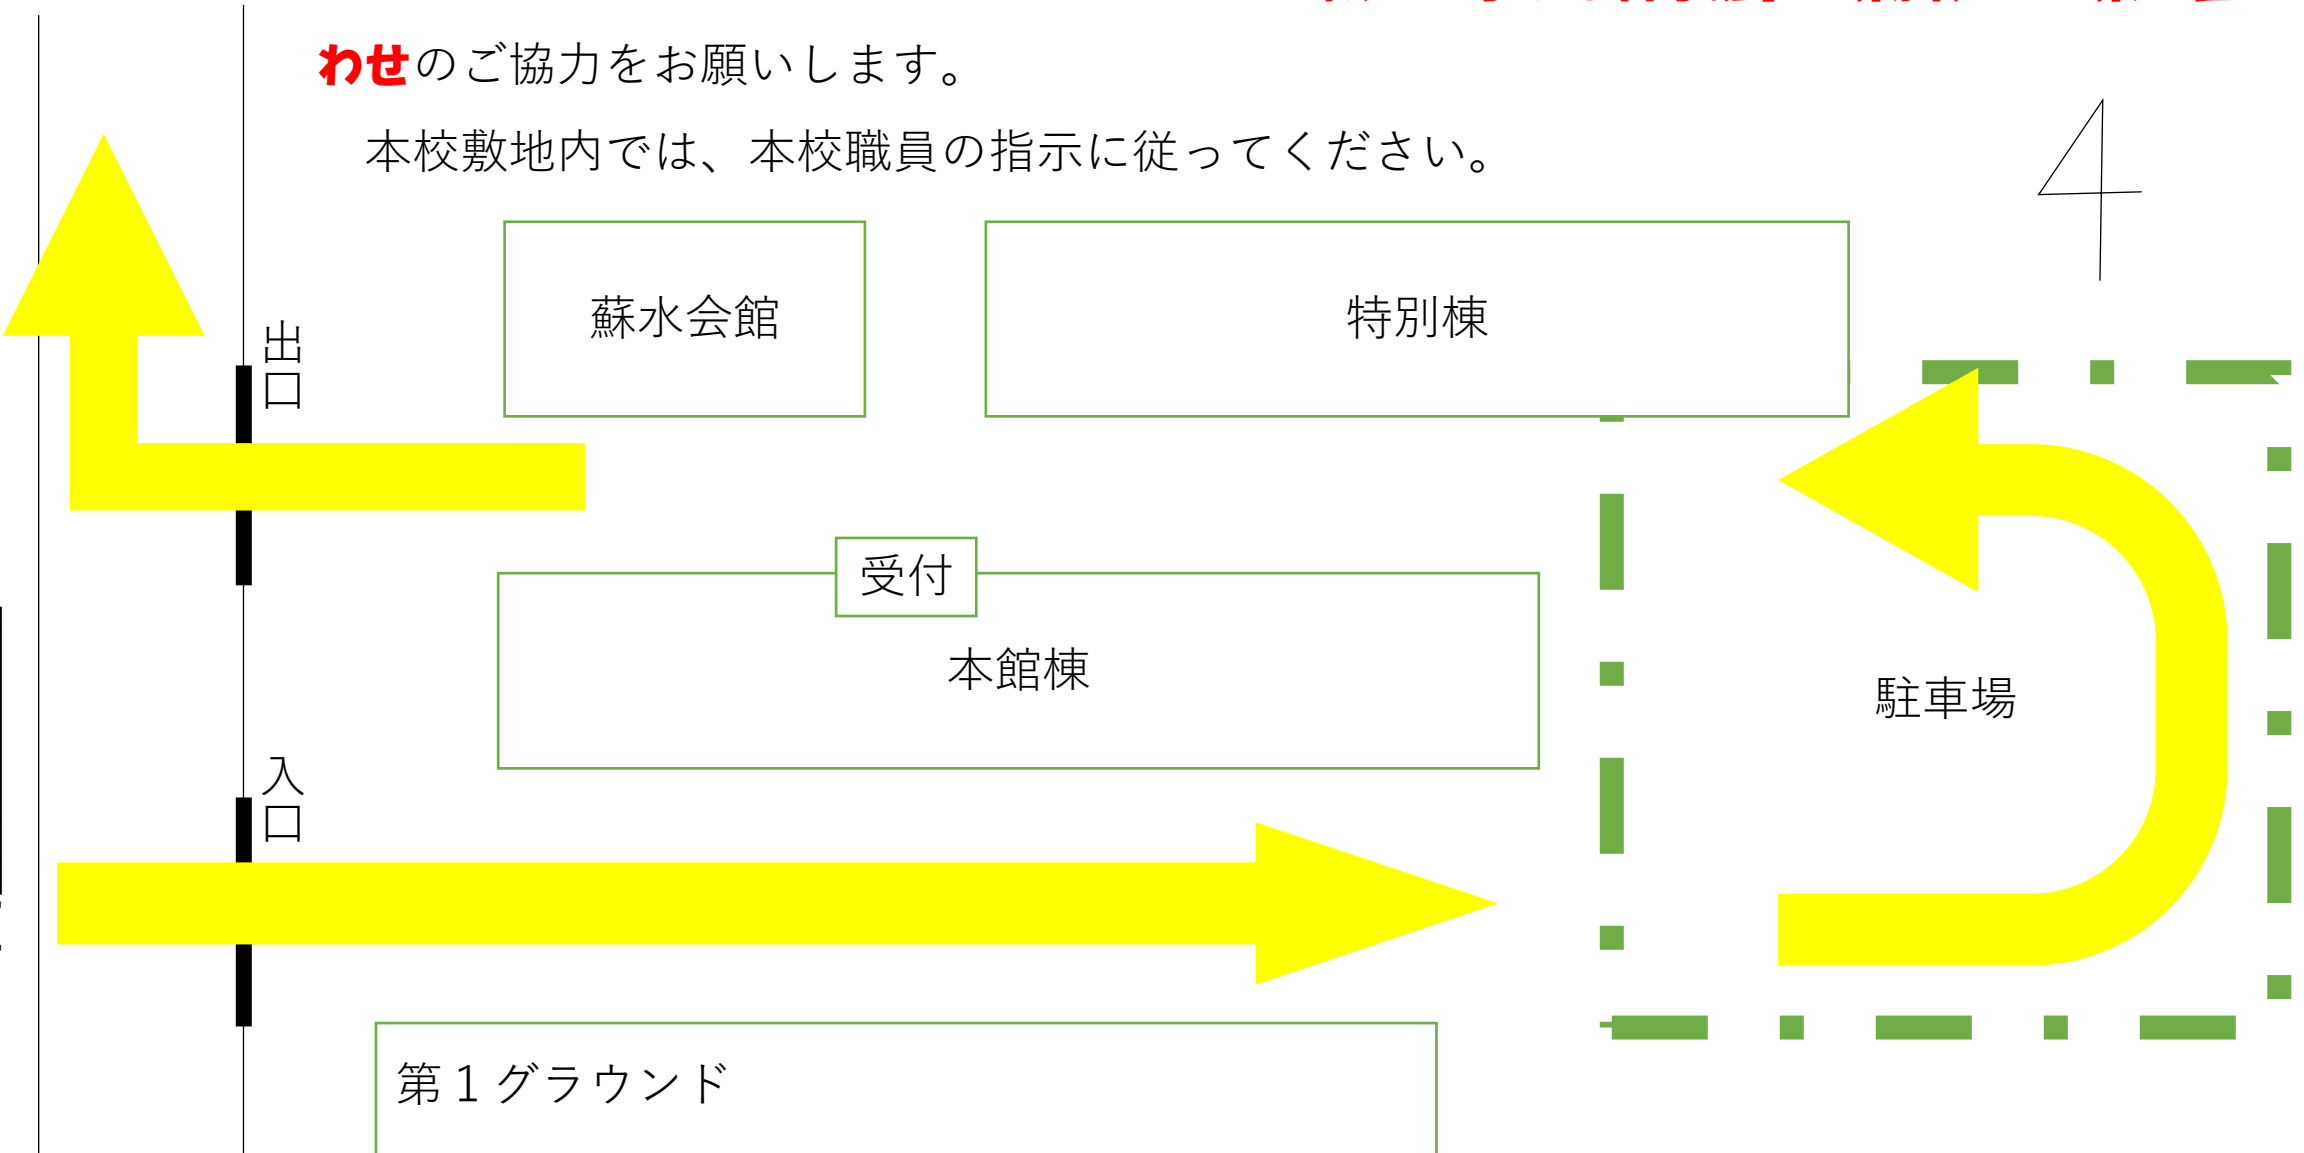 わせのご協力をお願いします。
本校敷地内では、本校職員の指示に従ってください。
蘇水会館
特別棟
出口
受付
本館棟
駐車場
入口
第１グラウンド